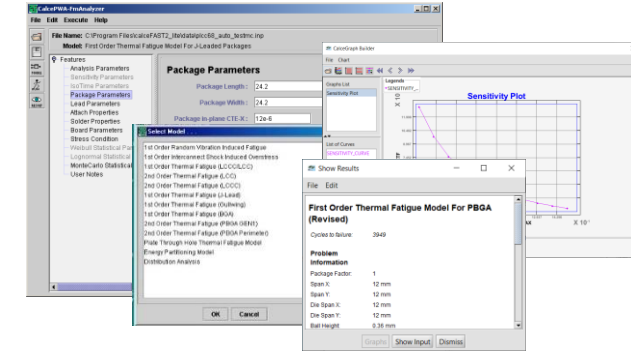 CalcePWA-FmAnalyzer
File Edit Execute Help
File Name: C:\Program Files\calceFAST2_lite\data\plcc68_auto_testmc.inp
Model: First Order Thermal Fatigue Model For J-Leaded Packages
Features
Analysis Parameters
Sensitivity Parameters
IsoTime Parameters
Package Parameters
Lead Parameters
Attach Properties
Solder Properties
Board Parameters
Stress Condition
Weibull Statistical
Lognormal Statistical
MonteCarlo Statistical
User Notes
Package Parameters
Package Length: 24.2
Package Width: 24.2
Package in-plane CTE-X: 12e-6
Select Model . . .
1st Order Random Vibration Induced Fatigue
1st Order Interconnect Shock Induced Overstress
1st Order Thermal Fatigue (LCCC/LCC)
2nd Order Thermal Fatigue (LCC)
2nd Order Thermal Fatigue (LCCC)
1st Order Thermal Fatigue (J-Lead)
1st Order Thermal Fatigue (Gullwing)
1st Order Thermal Fatigue (BGA)
2nd Order Thermal Fatigue (PBGA GENI)
2nd Order Thermal Fatigue (PBGA Perimeter)
Plate Through Hole Thermal Fatigue Model
Energy Partitioning Model
Distribution Analysis
OK Cancel
CalceGraph Builder
File Chart
Graphs List
Sensitivity Plot
List of Curves
SENSITIVITY_CURVE
Legends
SENSITIVITY_
Sensitivity Plot
X 10
X 10
Show Results
File Edit
First Order Thermal Fatigue Model For PBGA
(Revised)
Cycles to failure: 3949
Problem
Information
Package Factor: 1
Span X: 12 mm
Span Y: 12 mm
Die Span X: 12 mm
Die Span Y: 12 mm
Ball Height 0.36 mm
Graphs Show Input Dismiss